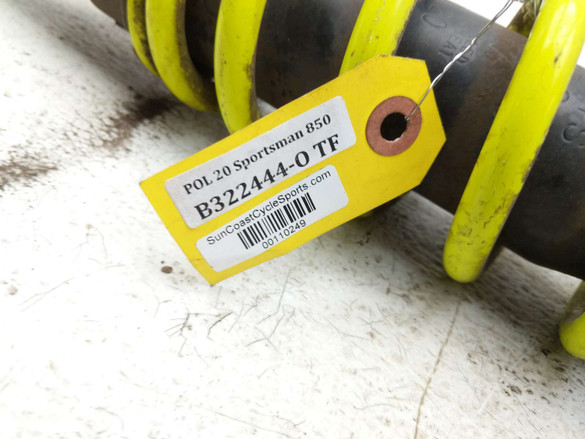 POL 20 Sportsman 850
B322444-O TF
SunCoastCycleSports.com
00110249